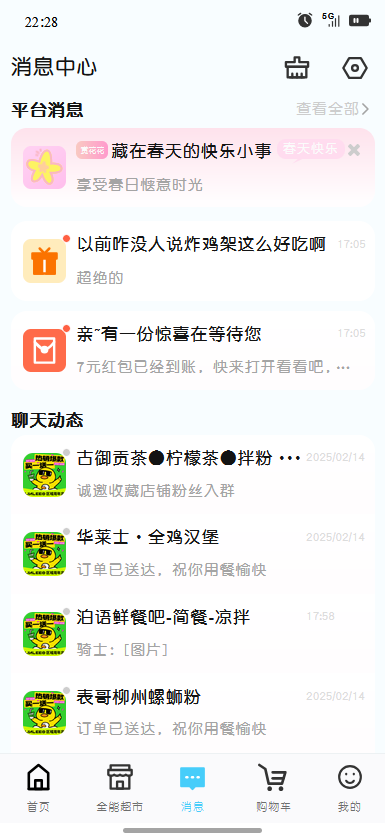 22:28
5G
消息中心
平台消息
查看全部
赏花花 藏在春天的快乐小事 春天快乐
享受春日惬意时光
以前咋没人说炸鸡架这么好吃啊 17:05
超绝的
亲~有一份惊喜在等待您 17:05
7元红包已经到账，快来打开看看吧，···
聊天动态
古御贡茶●柠檬茶●拌粉 ··· 2025/02/14
诚邀收藏店铺粉丝入群
华莱士·全鸡汉堡 2025/02/14
订单已送达，祝你用餐愉快
泊语鲜餐吧-简餐-凉拌 17:58
骑士：[图片]
表哥柳州螺蛳粉 2025/02/14
订单已送达，祝你用餐愉快
首页 全能超市 消息 购物车 我的